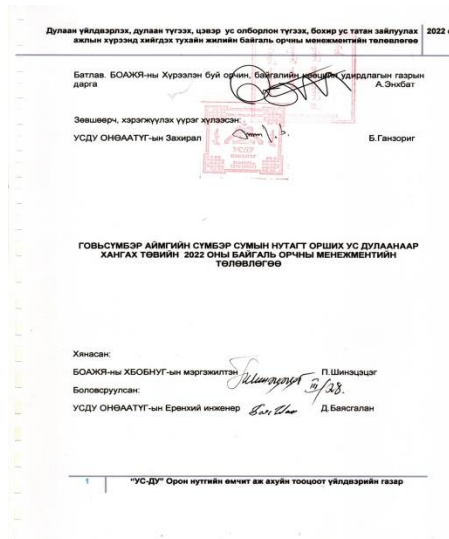 Дулаан үйлдвэрлэх, дулаан түгээх, цэвэр ус олборлон түгээх, бохир ус татан зайлуулах
ажлын хүрээнд хийгдэх тухайн жилийн байгаль орчны менежментийн төлөвлөгөө
2022
Батлав. БОАЖЯ-ны Хүрээлэн буй орчин, байгалийн нөөцийн удирдлагын газрын
дарга А.Энхбат
Зөвшөөрч, хэрэгжүүлэх үүрэг хүлээсэн:
УСДУ ОНӨААТҮГ-ын Захирал Б.Ганзориг
ГОВЬСҮМБЭР АЙМГИЙН СҮМБЭР СУМЫН НУТАГТ ОРШИХ УС ДУЛААНААР
ХАНГАХ ТӨВИЙН 2022 ОНЫ БАЙГАЛЬ ОРЧНЫ МЕНЕЖМЕНТИЙН
ТӨЛӨВЛӨГӨӨ
Хянасан:
БОАЖЯ-ны ХБОБНУГ-ын мэргэжилтэн П.Шинэцэцэг
III/28.
Боловсруулсан:
УСДУ ОНӨААТҮГ-ын Ерөнхий инженер Д.Баясгалан
1 "УС-ДУ" Орон нутгийн өмчит аж ахуйн тооцоот үйлдвэрийн газар